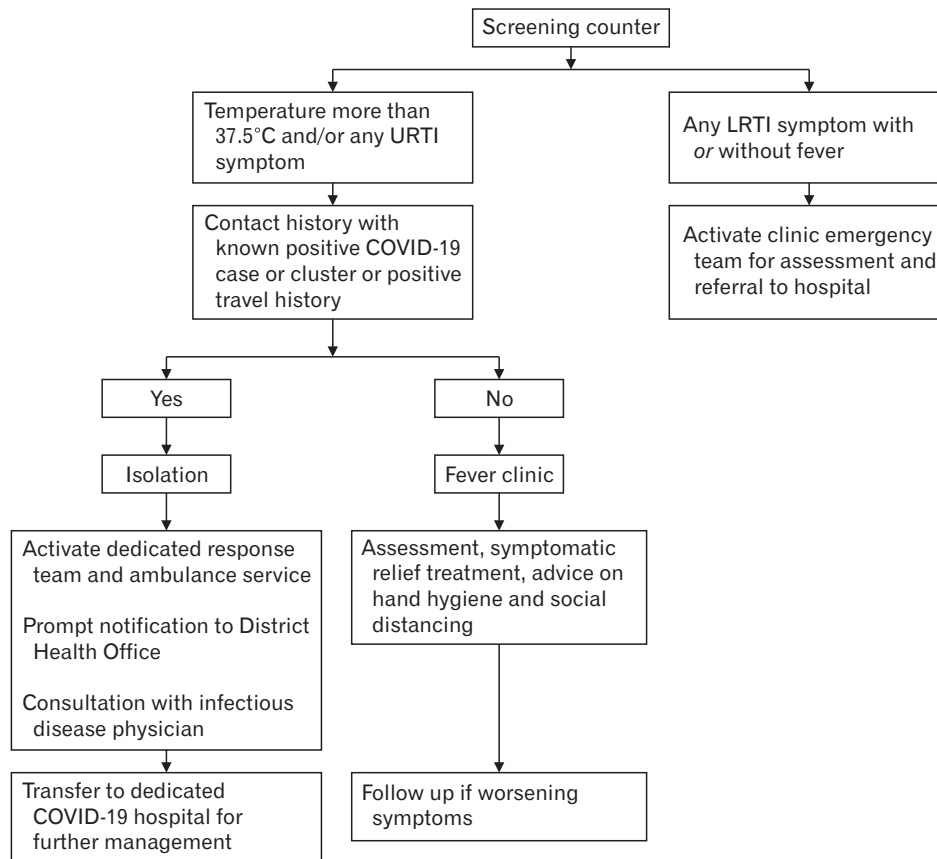 Screening counter
Temperature more than
37.5°C and/or any URTI
symptom
Any LRTI symptom with
or without fever
Contact history with
known positive COVID-19
case or cluster or positive
travel history
Activate clinic emergency
team for assessment and
referral to hospital
Yes
No
Isolation
Fever clinic
Activate dedicated response
team and ambulance service
Prompt notification to District
Health Office
Consultation with infectious
disease physician
Assessment, symptomatic
relief treatment, advice on
hand hygiene and social
distancing
Transfer to dedicated
COVID-19 hospital for
further management
Follow up if worsening
symptoms